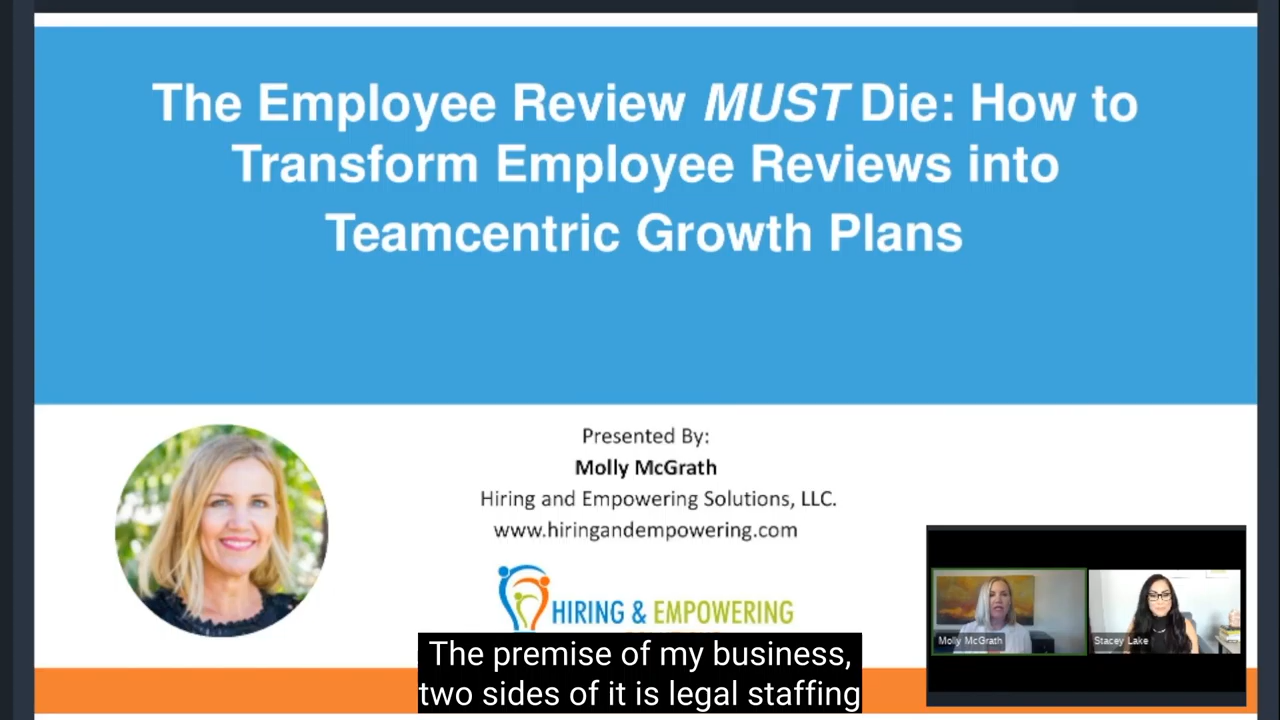 The Employee Review MUST Die: How to
Transform Employee Reviews into
Teamcentric Growth Plans
Presented By:
Molly McGrath
Hiring and Empowering Solutions, LLC.
www.hiringandempowering.com
HIRING & EMPOWERING
Molly McGrath
Stacey Lake
The premise of my business,
two sides of it is legal staffing